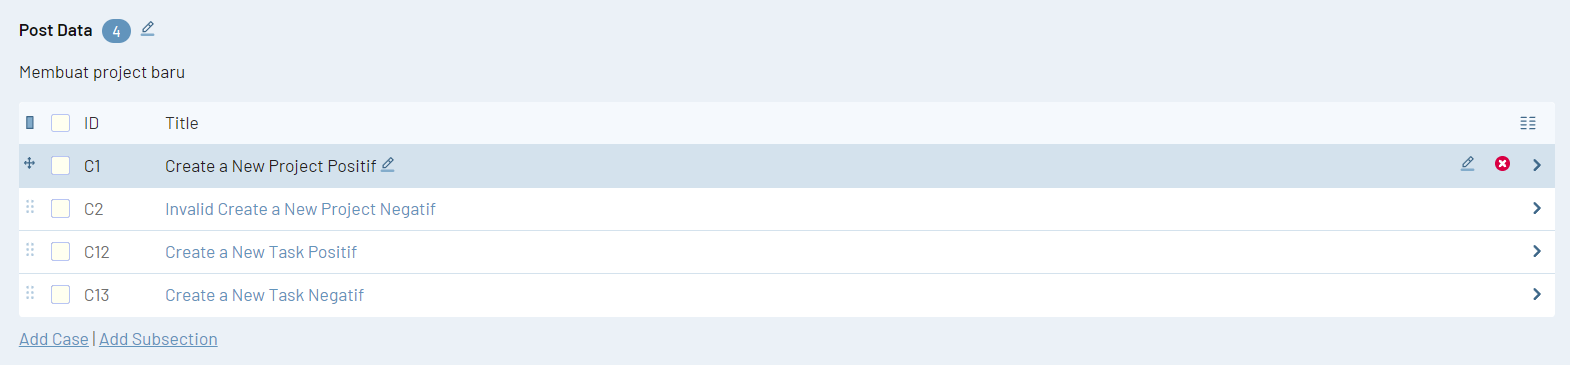 Post Data 4
Membuat project baru
ID Title
C1 Create a New Project Positif
C2 Invalid Create a New Project Negatif
C12 Create a New Task Positif
C13 Create a New Task Negatif
Add Case | Add Subsection